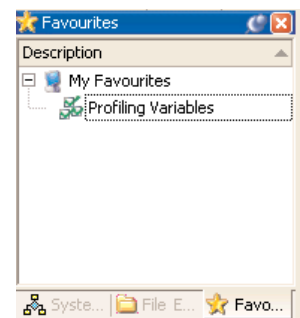 Favourites
Description
My Favourites
Profiling Variables
Syste... File E... Favo...